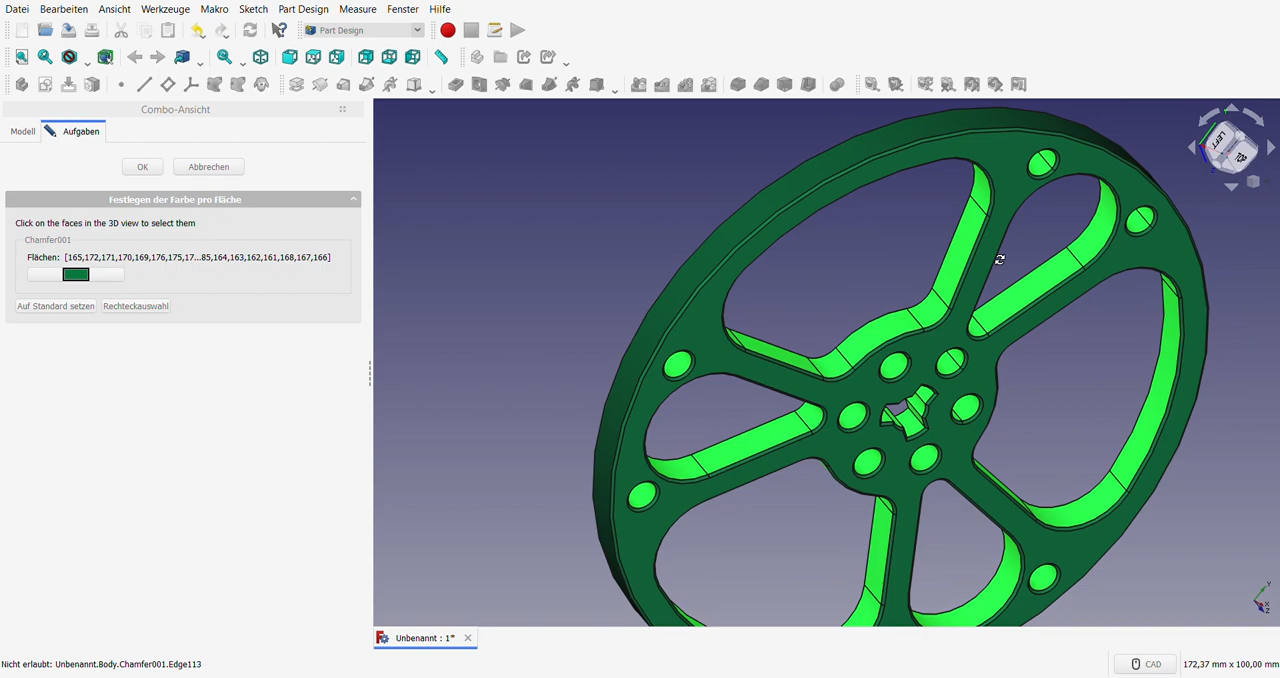 Datei Bearbeiten Ansicht Werkzeuge Makro Sketch Part Design Measure Fenster Hilfe
Part Design
Combo-Ansicht
Modell Aufgaben
OK Abbrechen
Festlegen der Farbe pro Fläche
Click on the faces in the 3D view to select them
Chamfer001
Flächen: [165,172,171,170,169,176,175,17...85,164,163,162,161,168,167,166]
Auf Standard setzen Rechteckauswahl
LEFT
Y
X
Z
Unbenannt : 1*
Nicht erlaubt: Unbenannt.Body.Chamfer001.Edge113
CAD 172,37 mm x 100,00 mm